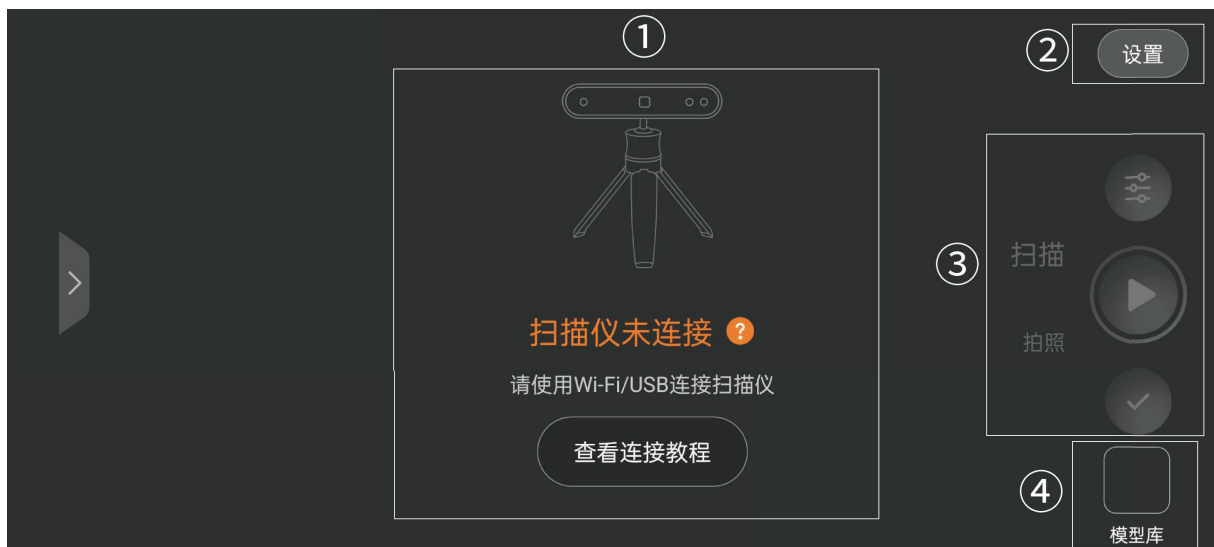 ①
② 设置
③
扫描
扫描仪未连接 ?
拍照
请使用Wi-Fi/USB连接扫描仪
查看连接教程
④
模型库